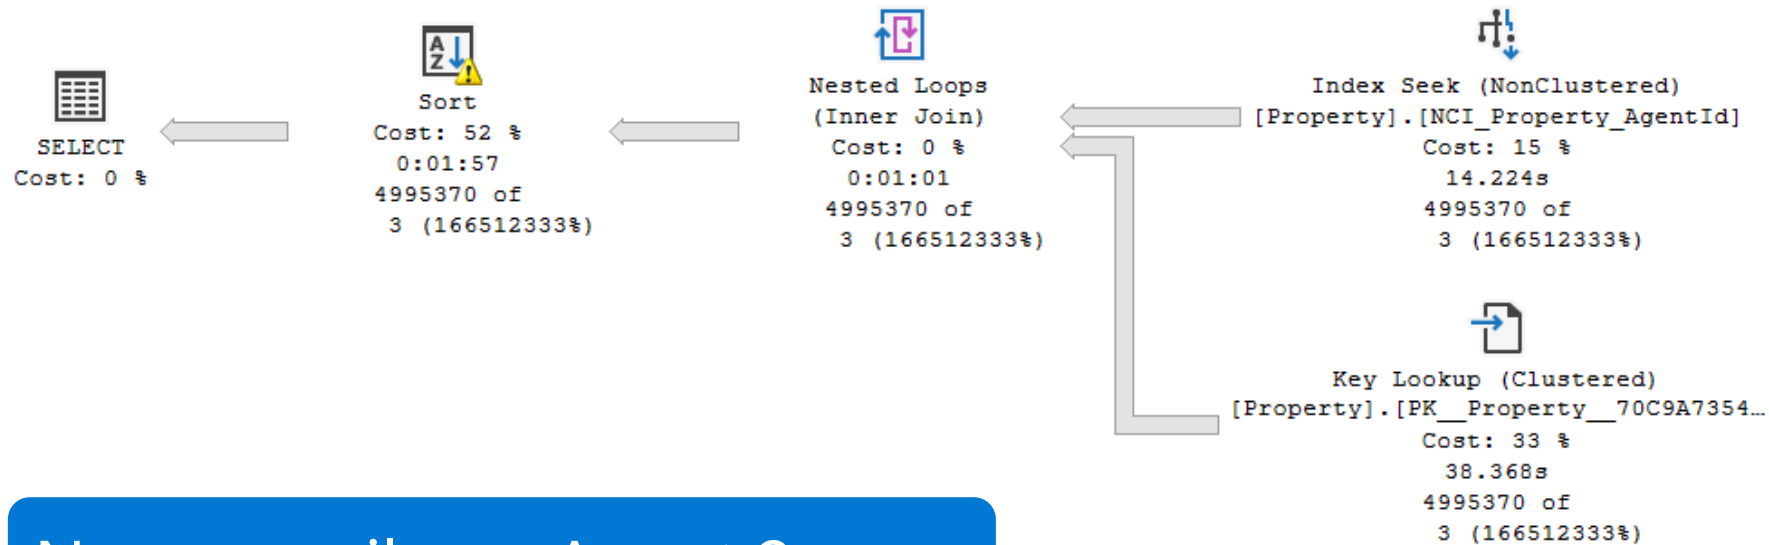 SELECT
Cost: 0 %
Sort
Cost: 52 %
0:01:57
4995370 of
3 (166512333%)
Nested Loops
(Inner Join)
Cost: 0 %
0:01:01
4995370 of
3 (166512333%)
Index Seek (NonClustered)
[Property].[NCI_Property_AgentId]
Cost: 15 %
14.224s
4995370 of
3 (166512333%)
Key Lookup (Clustered)
[Property].[PK__Property__70C9A7354…
Cost: 33 %
38.368s
4995370 of
3 (166512333%)